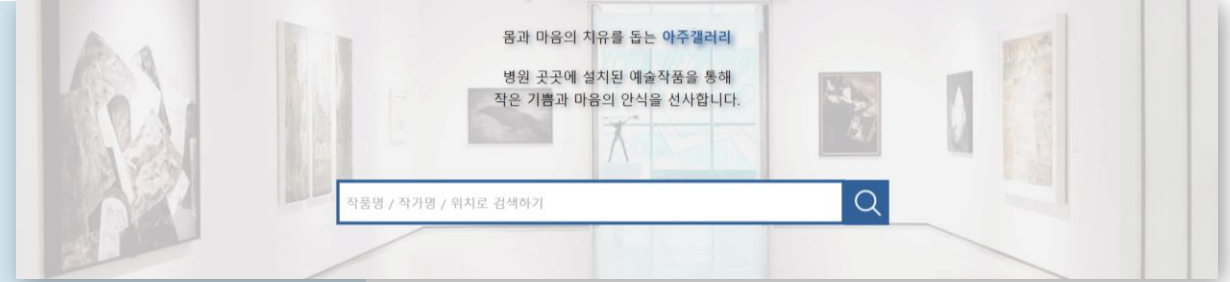 몸과 마음의 치유를 돕는 아주갤러리
병원 곳곳에 설치된 예술작품을 통해
작은 기쁨과 마음의 안식을 선사합니다.
작품명 / 작가명 / 위치로 검색하기